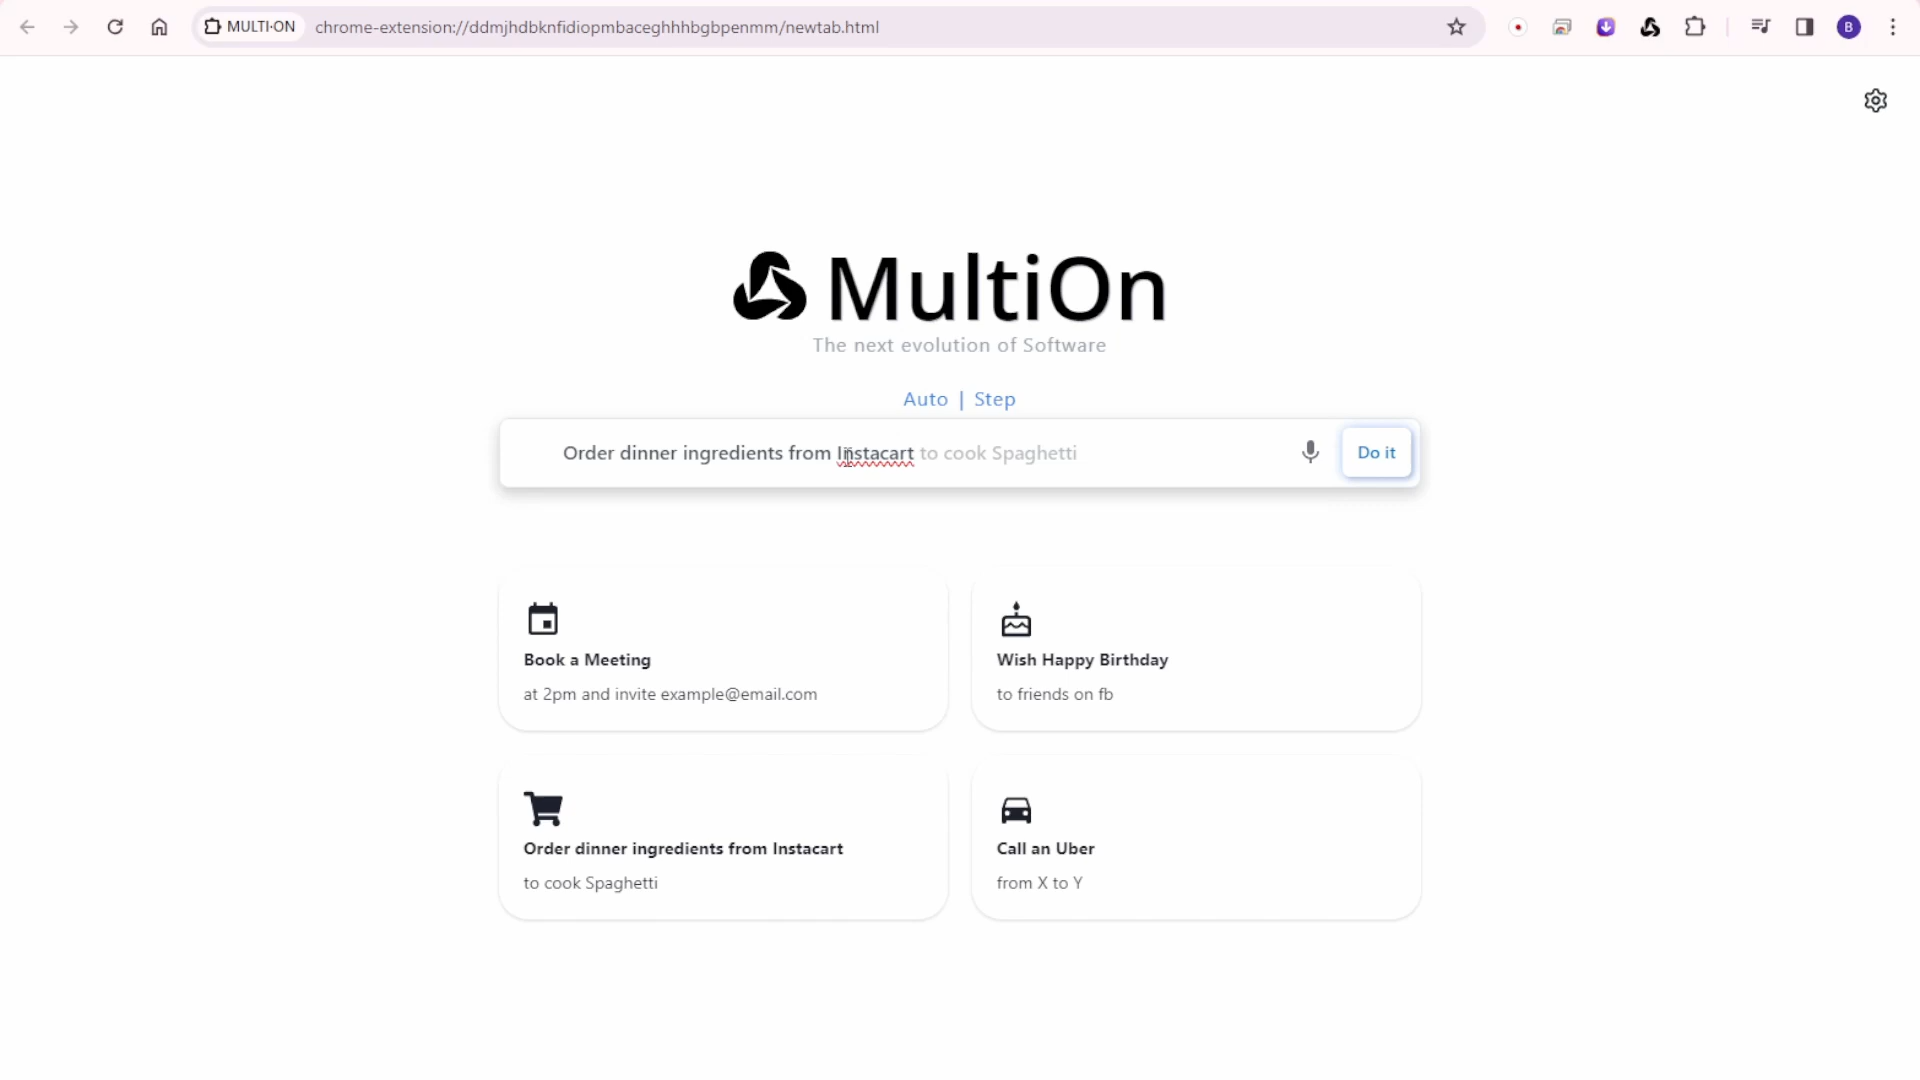 MULTI·ON chrome-extension://ddmjhdbknfidiopmbaceghhhbgbpenmm/newtab.html B
MultiOn
The next evolution of Software
Auto | Step
Order dinner ingredients from Instacart to cook Spaghetti Do it
Book a Meeting
at 2pm and invite example@email.com
Wish Happy Birthday
to friends on fb
Order dinner ingredients from Instacart
to cook Spaghetti
Call an Uber
from X to Y